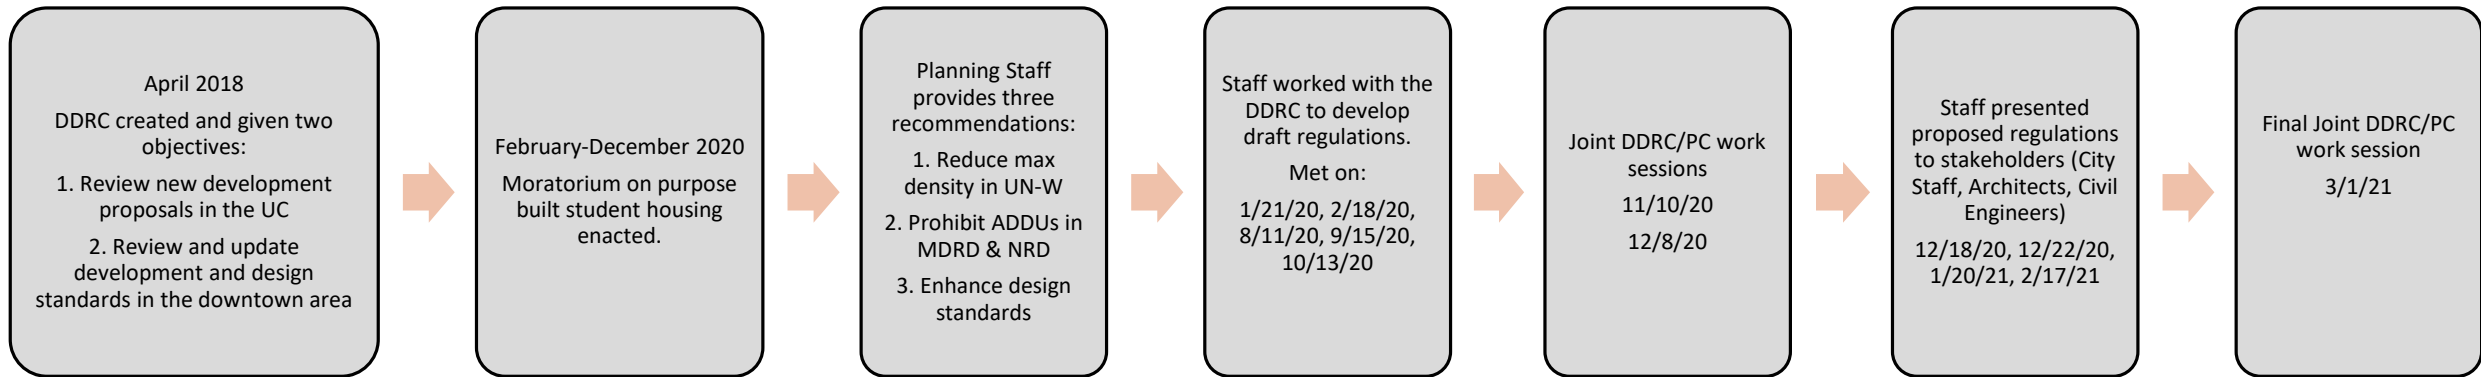 April 2018
DDRC created and given two
objectives:
1. Review new development
proposals in the UC
2. Review and update
development and design
standards in the downtown area
February-December 2020
Moratorium on purpose
built student housing
enacted.
Planning Staff
provides three
recommendations:
1. Reduce max
density in UN-W
2. Prohibit ADDUs in
MDRD & NRD
3. Enhance design
standards
Staff worked with the
DDRC to develop
draft regulations.
Met on:
1/21/20, 2/18/20,
8/11/20, 9/15/20,
10/13/20
Joint DDRC/PC work
sessions
11/10/20
12/8/20
Staff presented
proposed regulations
to stakeholders (City
Staff, Architects, Civil
Engineers)
12/18/20, 12/22/20,
1/20/21, 2/17/21
Final Joint DDRC/PC
work session
3/1/21